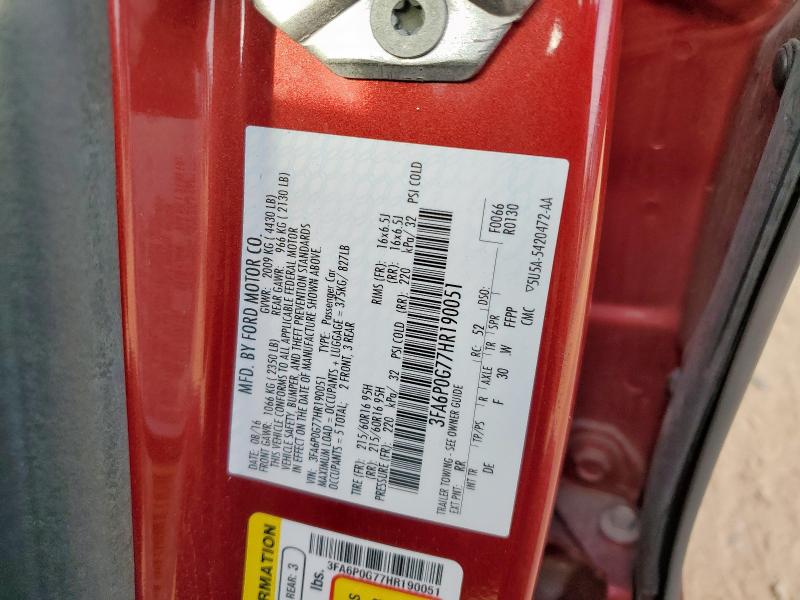 MFD. BY FORD MOTOR CO.
DATE: 08/16 GVWR: 2009 KG ( 4430 LB)
FRONT GAWR: 1066 KG ( 2350 LB) REAR GAWR: 966 KG ( 2130 LB)
THIS VEHICLE CONFORMS TO ALL APPLICABLE FEDERAL MOTOR
VEHICLE SAFETY, BUMPER, AND THEFT PREVENTION STANDARDS
IN EFFECT ON THE DATE OF MANUFACTURE SHOWN ABOVE.
VIN: 3FA6P0G77HR190051 TYPE: Passenger Car
MAXIMUM LOAD = OCCUPANTS + LUGGAGE = 375KG/ 827LB
OCCUPANTS = 5 TOTAL; 2 FRONT, 3 REAR
TIRE (FR): 215/60R16 95H RIMS (FR): 16x6.5J
(RR): 215/60R16 95H (RR): 16x6.5J
PRESSURE (FR): 220 kPa/ 32 PSI COLD (RR): 220 kPa/ 32 PSI COLD
3FA6P0G77HR190051
TRAILER TOWING - SEE OWNER GUIDE
EXT PNT: RR RC: 52 DSO: F0066
R0130
INT TR TP/PS R AXLE TR SPR
DE F 30 W FFPP
CMC ▽5U5A-5420472-AA
RMATION
REAR: 3
lbs.
3FA6P0G77HR190051